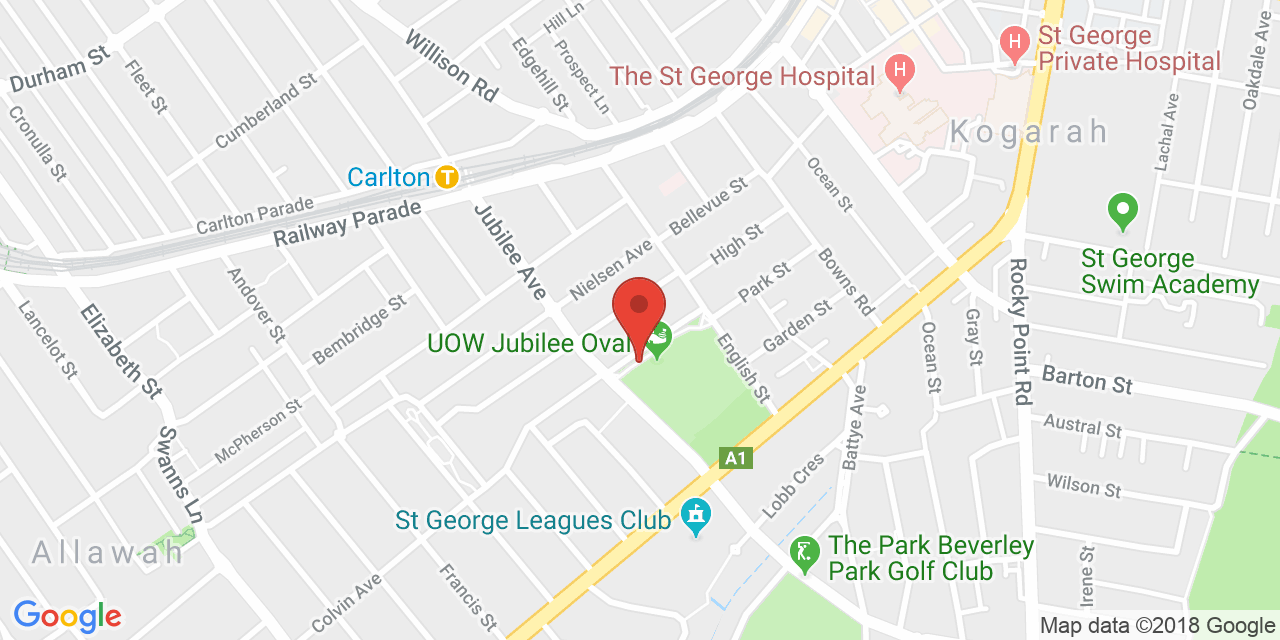 Hill Ln
Willison Rd
Durham St
Fleet St
Edgehill St
Prospect Ln
St George
Private Hospital
The St George Hospital
H
H
Oakdale Ave
Cronulla St
Cumberland St
Kogarah
Lachal Ave
Carlton
T
Ocean St
Carlton Parade
Railway Parade
Bellevue St
Jubilee Ave
Nielsen Ave
High St
St George
Swim Academy
Andover St
Park St
Bowns Rd
Rocky Point Rd
Lancelot St
Elizabeth St
Bembridge St
UOW Jubilee Oval
Garden St
English St
Ocean St
Gray St
Barton St
McPherson St
Battye Ave
Austral St
Swanns Ln
A1
Lobb Cres
Wilson St
St George Leagues Club
Allawah
The Park Beverley
Park Golf Club
Irene St
Colvin Ave
Francis St
Google
Map data ©2018 Google